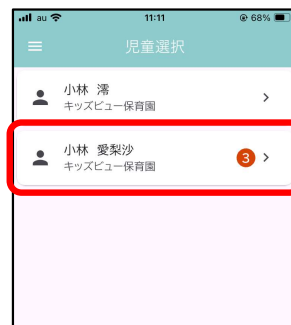 au 11:11 68%
児童選択
小林 澪
キッズビュー保育園
小林 愛梨沙
キッズビュー保育園
3